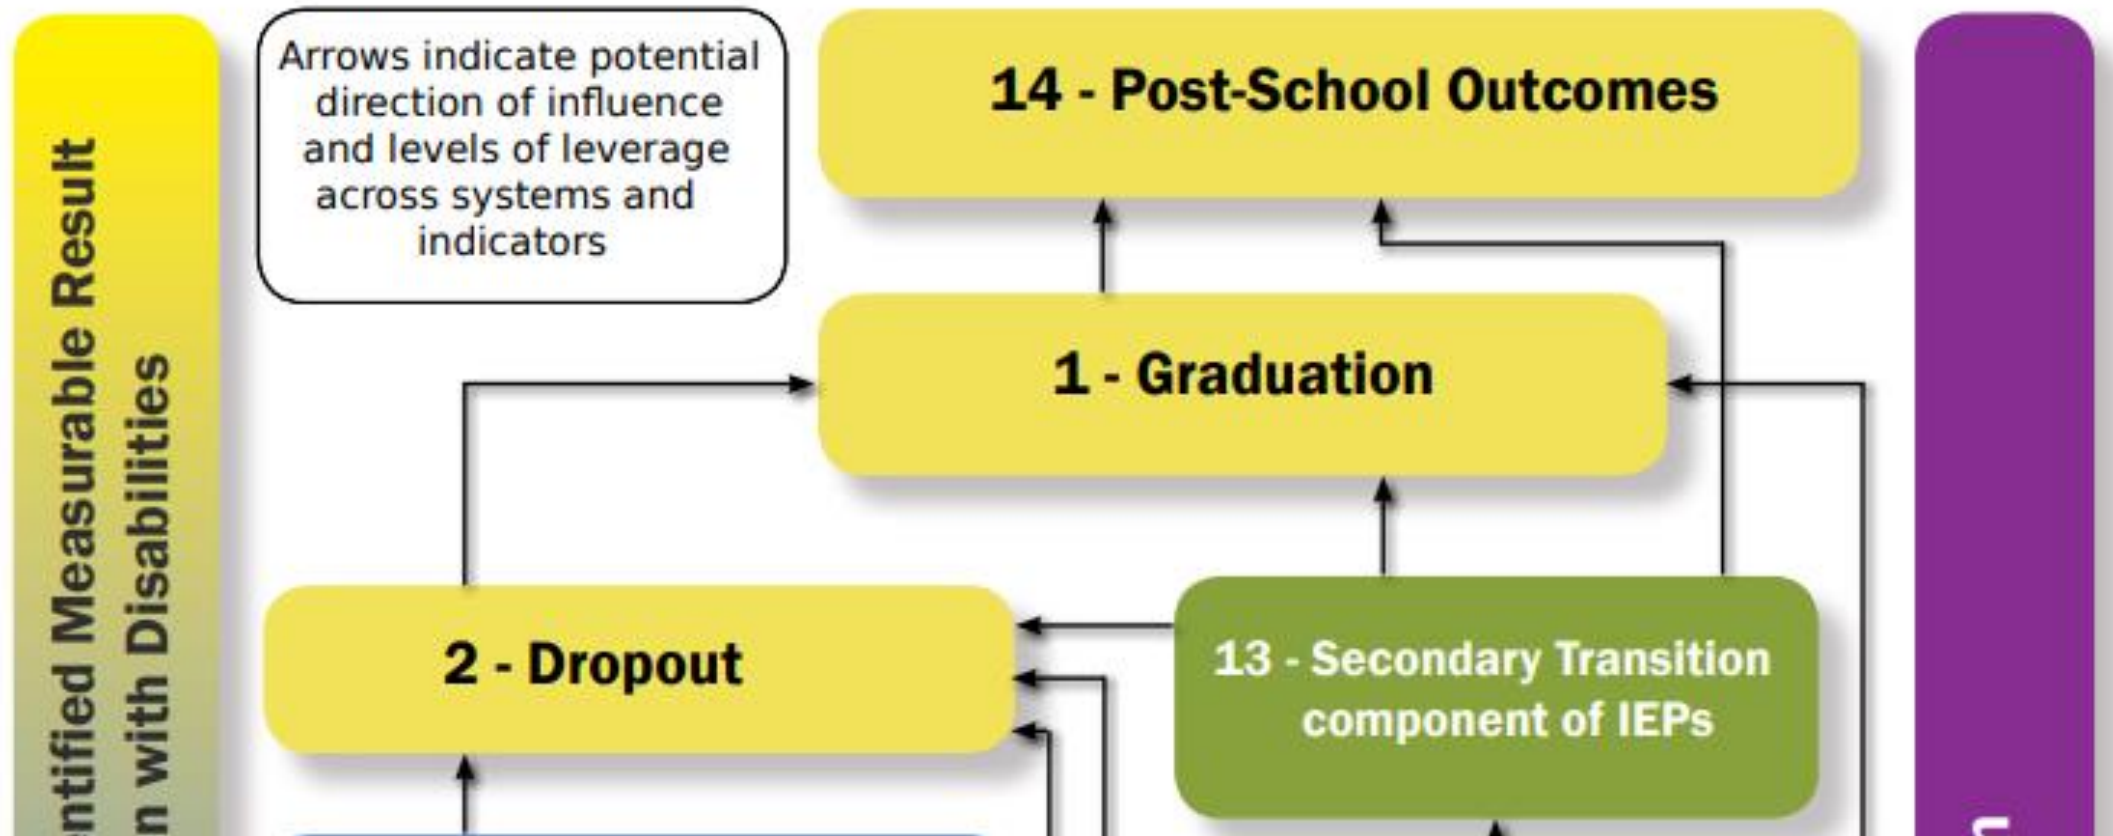 Arrows indicate potential
direction of influence
and levels of leverage
across systems and
indicators
14 - Post-School Outcomes
1 - Graduation
2 - Dropout
13 - Secondary Transition
component of IEPs
Measurable Result
with Disabilities